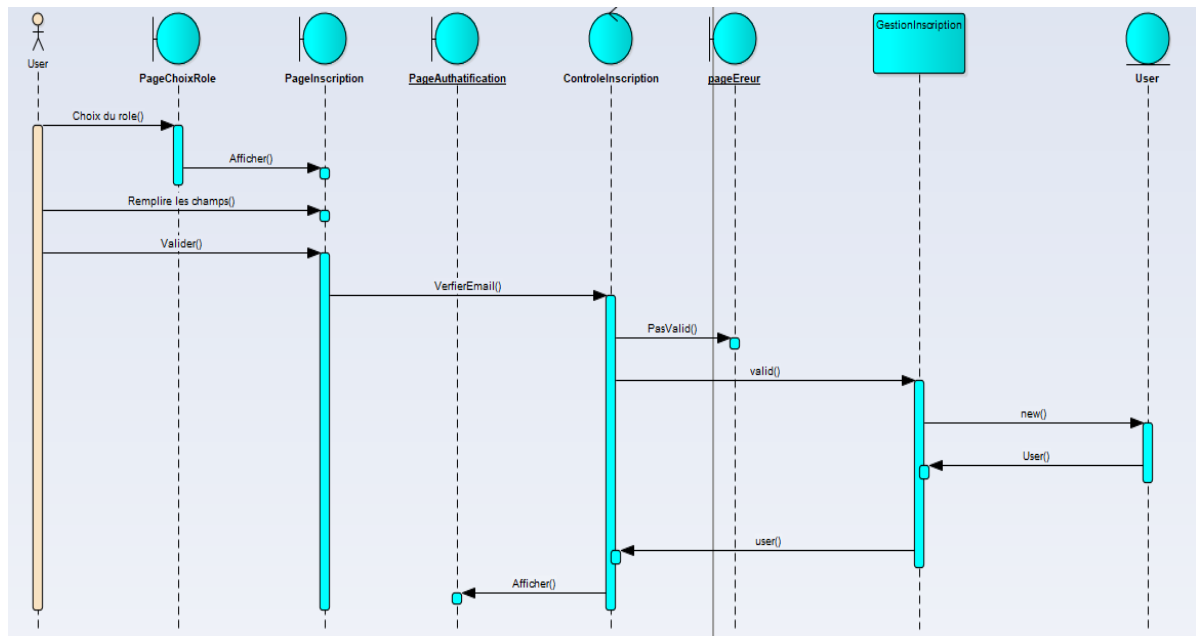 GestionInscription
User
PageChoixRole
PageInscription
PageAuthatification
ControleInscription
pageEreur
User
Choix du role()
Afficher()
Remplire les champs()
Valider()
VerfierEmail()
PasValid()
valid()
new()
User()
user()
Afficher()